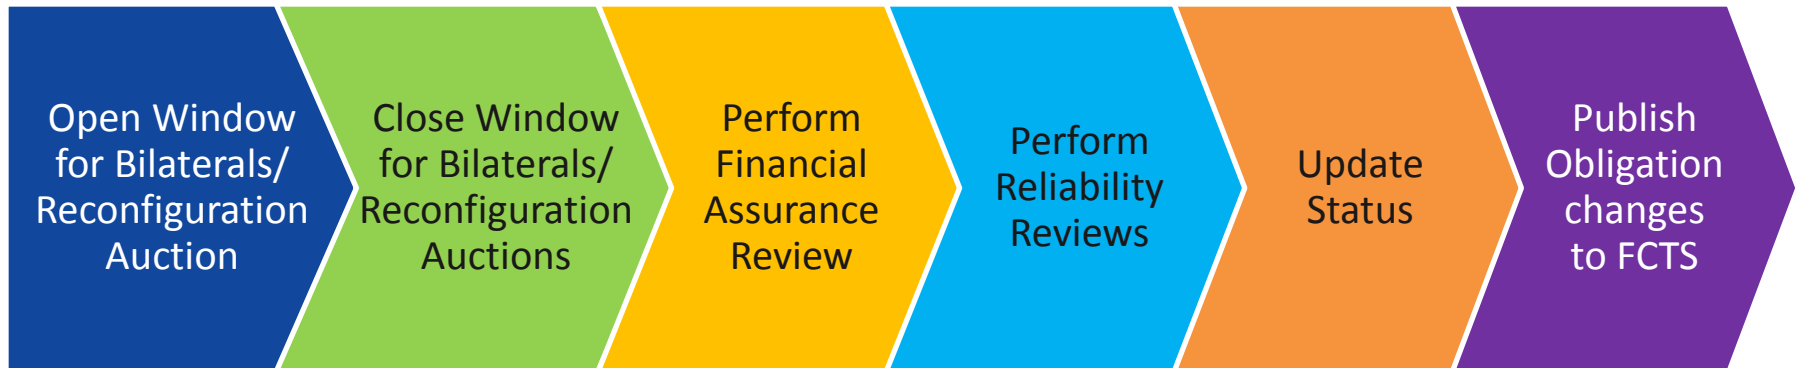 Open Window
for Bilaterals/
Reconfiguration
Auction
Close Window
for Bilaterals/
Reconfiguration
Auctions
Perform
Financial
Assurance
Review
Perform
Reliability
Reviews
Update
Status
Publish
Obligation
changes
to FCTS